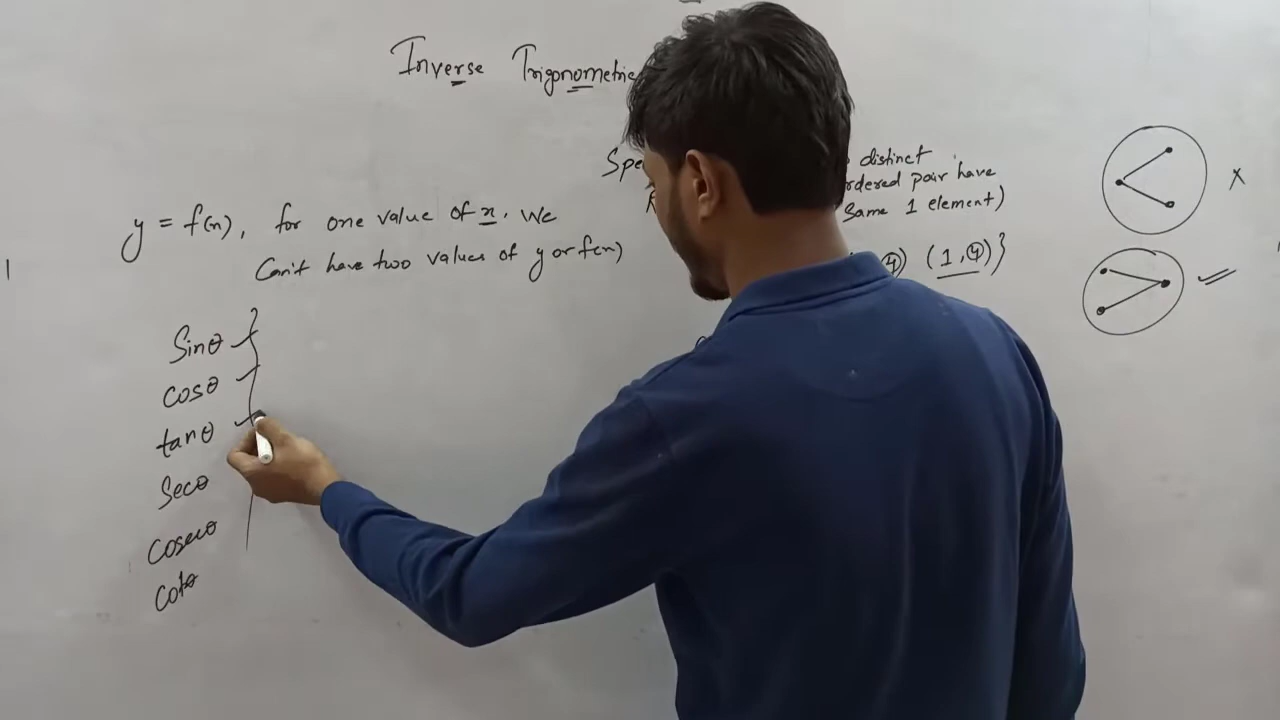 Inverse Trigonometric
distinct
ordered pair have
Same 1 element)
y = f(x), for one value of x. We
Can't have two values of y or f(x)
④) (1,④)}
x
Sinθ
cosθ
tanθ
Secθ
Cosecθ
Cotθ